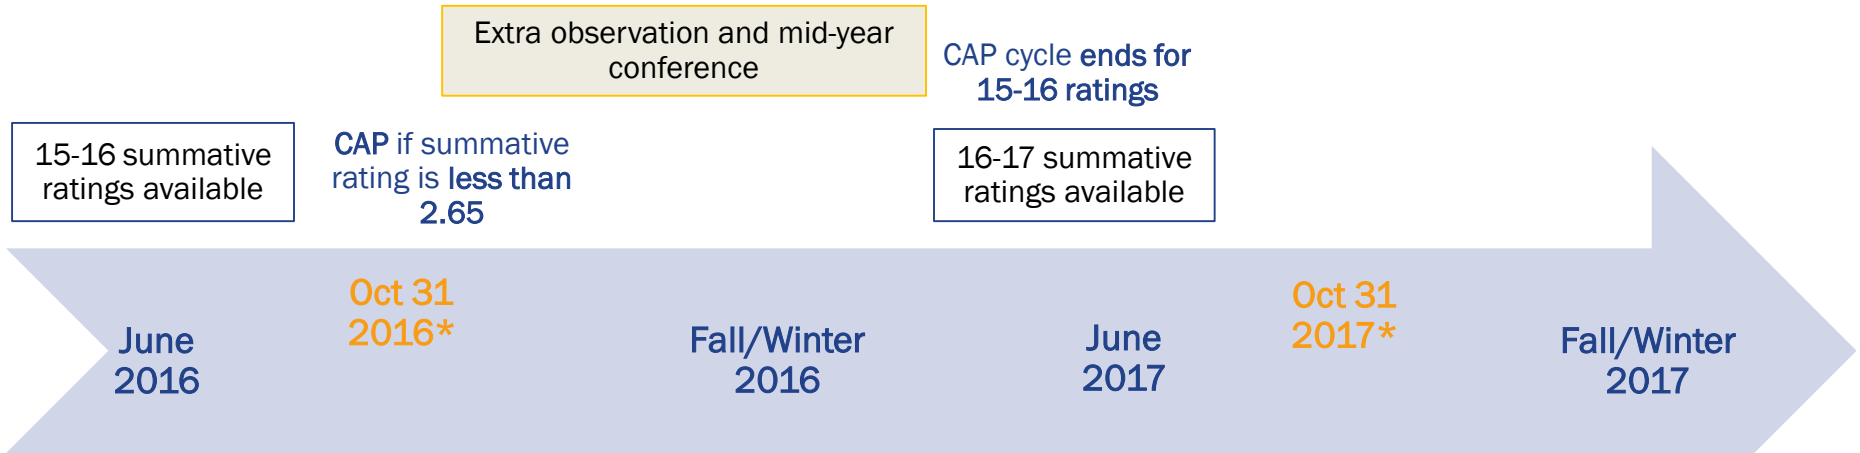 Extra observation and mid-year
conference
CAP cycle ends for
15-16 ratings
15-16 summative
ratings available
CAP if summative
rating is less than
2.65
16-17 summative
ratings available
June
2016
Oct 31
2016*
Fall/Winter
2016
June
2017
Oct 31
2017*
Fall/Winter
2017